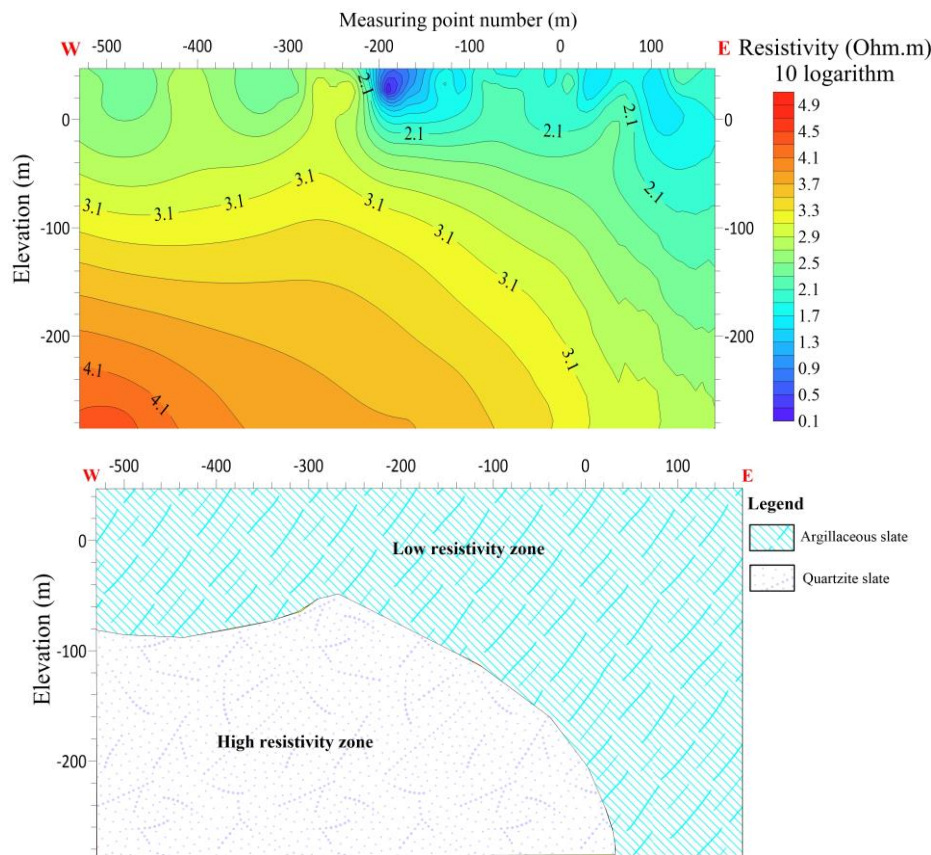 Measuring point number (m)
W -500 -400 -300 -200 -100 0 100 E
Resistivity (Ohm.m)
10 logarithm
Elevation (m)
0
-100
-200
2.1
2.1
2.1
2.1
2.1
3.1
3.1
3.1
3.1
3.1
3.1
3.1
3.1
4.1
4.1
4.9
4.5
4.1
3.7
3.3
2.9
2.5
2.1
1.7
1.3
0.9
0.5
0.1
W -500 -400 -300 -200 -100 0 100 E
Elevation (m)
0
-100
-200
Low resistivity zone
High resistivity zone
Legend
Argillaceous slate
Quartzite slate